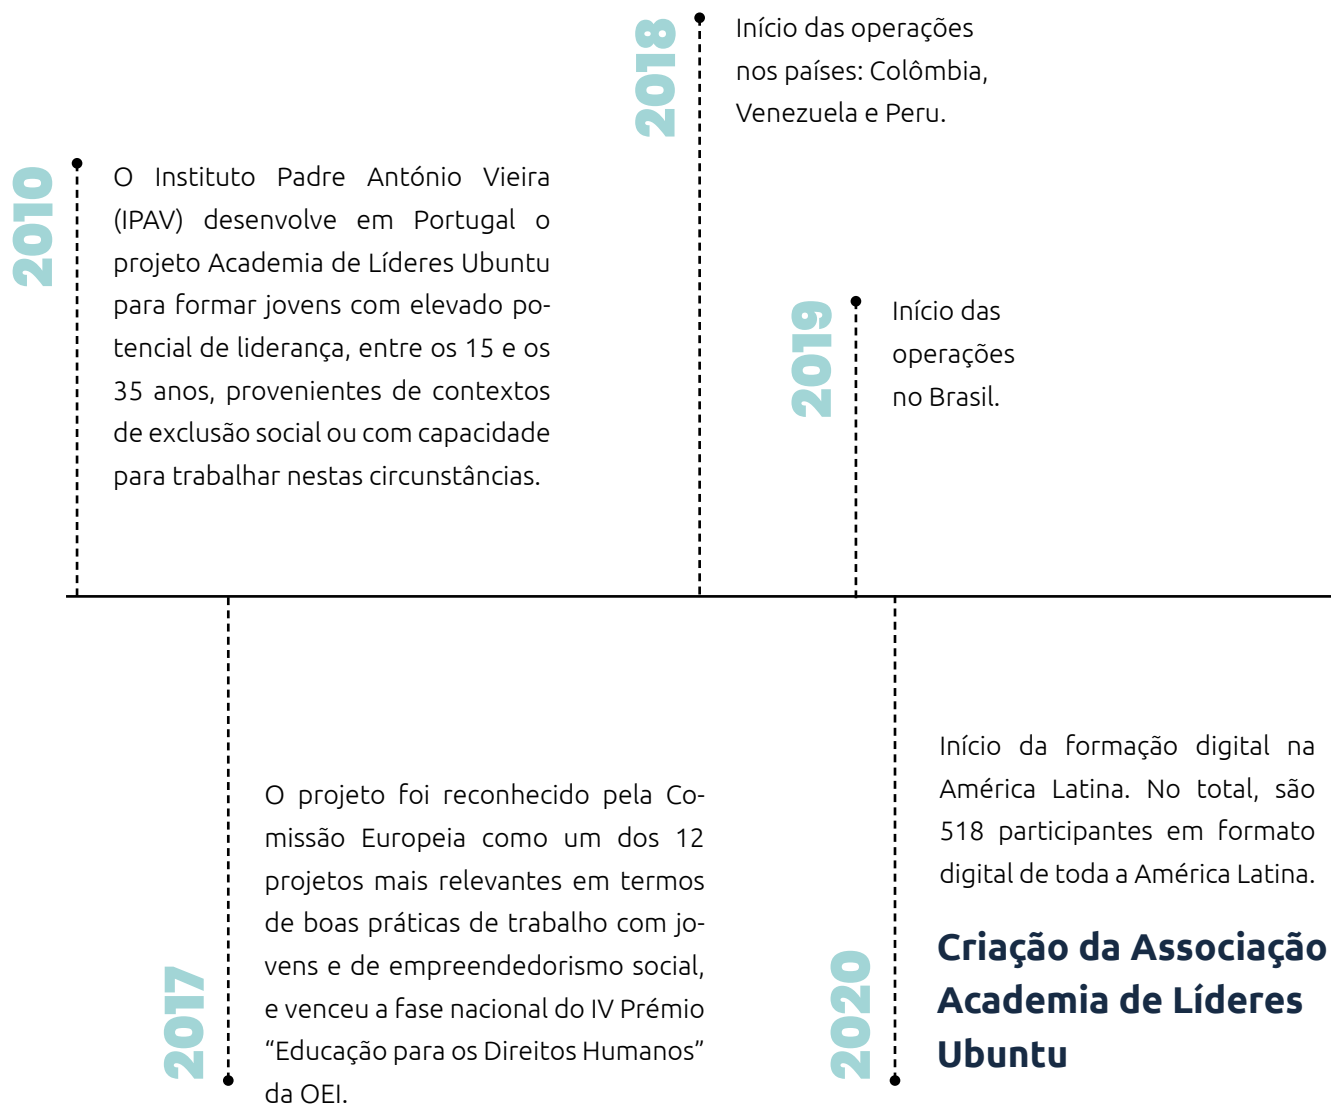 2010
O Instituto Padre António Vieira
(IPAV) desenvolve em Portugal o
projeto Academia de Líderes Ubuntu
para formar jovens com elevado po-
tencial de liderança, entre os 15 e os
35 anos, provenientes de contextos
de exclusão social ou com capacidade
para trabalhar nestas circunstâncias.
2017
O projeto foi reconhecido pela Co-
missão Europeia como um dos 12
projetos mais relevantes em termos
de boas práticas de trabalho com jo-
vens e de empreendedorismo social,
e venceu a fase nacional do IV Prémio
“Educação para os Direitos Humanos”
da OEI.
2018
Início das operações
nos países: Colômbia,
Venezuela e Peru.
2019
Início das
operações
no Brasil.
2020
Início da formação digital na
América Latina. No total, são
518 participantes em formato
digital de toda a América Latina.
Criação da Associação
Academia de Líderes
Ubuntu